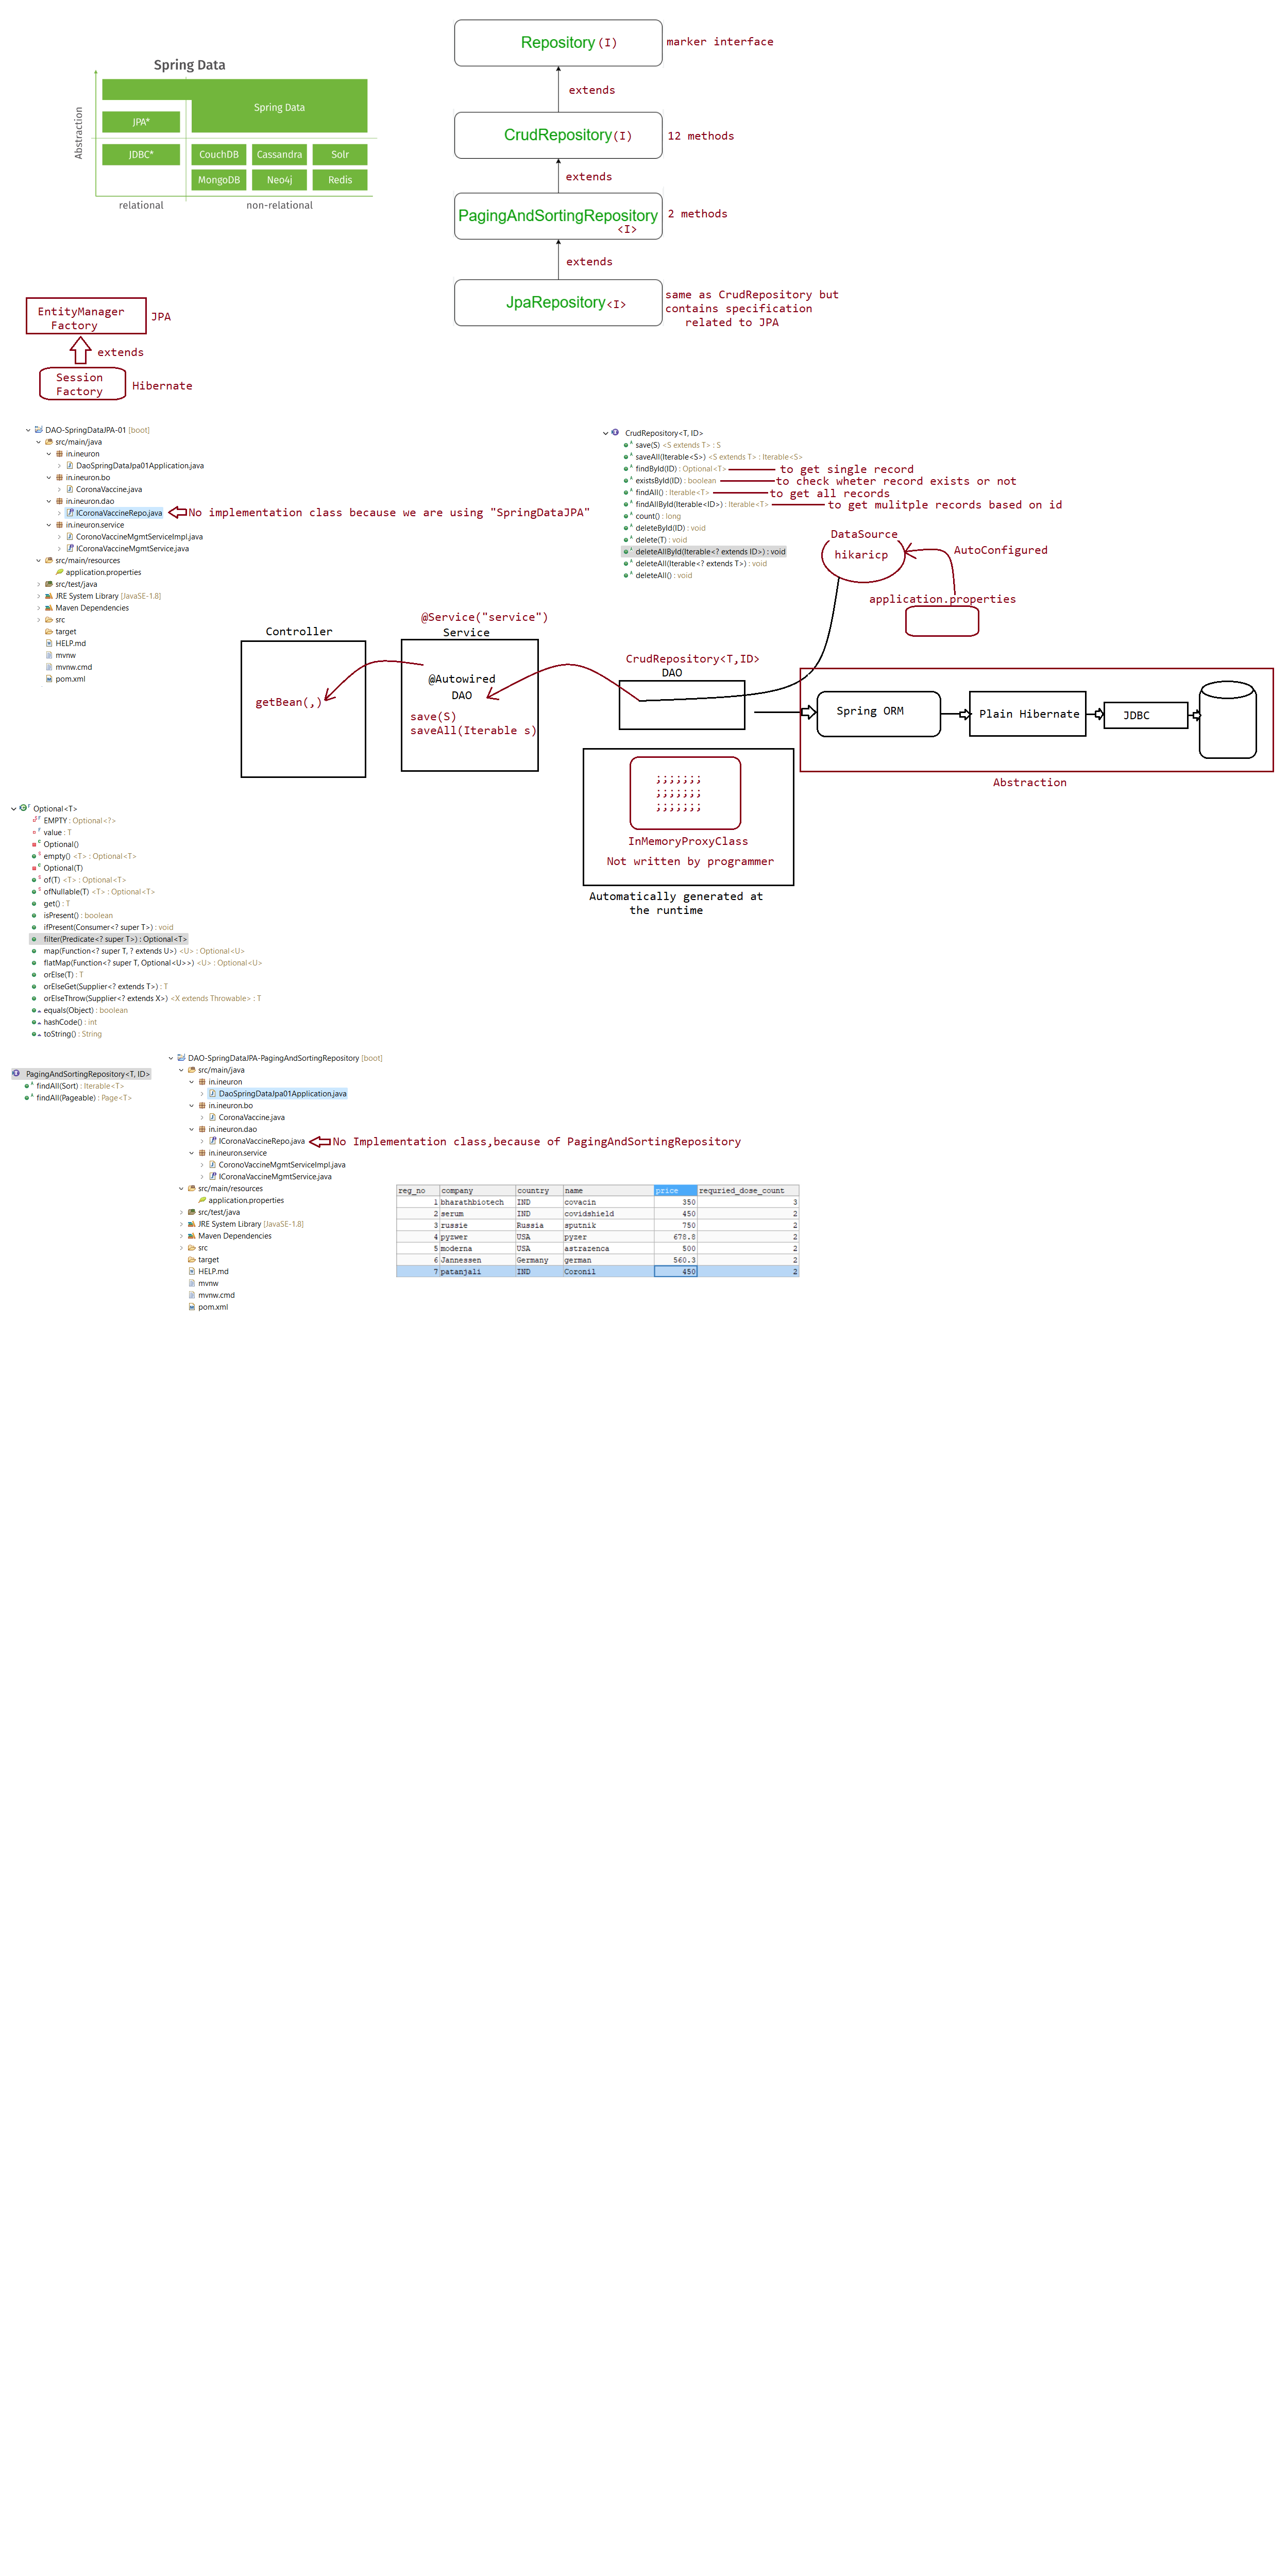 Spring Data
Abstraction
Spring Data
JPA*
JDBC*
CouchDB
Cassandra
Solr
MongoDB
Neo4j
Redis
relational
non-relational
Repository (I)
marker interface
extends
CrudRepository (I)
12 methods
extends
PagingAndSortingRepository
<I>
2 methods
extends
JpaRepository <I>
same as CrudRepository but
contains specification
related to JPA
EntityManager
Factory
JPA
extends
Session
Factory
Hibernate
DAO-SpringDataJPA-01 [boot]
src/main/java
in.ineuron
DaoSpringDataJpa01Application.java
in.ineuron.bo
CoronaVaccine.java
in.ineuron.dao
ICoronaVaccineRepo.java
No implementation class because we are using "SpringDataJPA"
in.ineuron.service
CoronoVaccineMgmtServiceImpl.java
ICoronaVaccineMgmtService.java
src/main/resources
application.properties
src/test/java
JRE System Library [JavaSE-1.8]
Maven Dependencies
src
target
HELP.md
mvnw
mvnw.cmd
pom.xml
CrudRepository<T, ID>
save(S) <S extends T> : S
saveAll(Iterable<S>) <S extends T> : Iterable<S>
findById(ID) : Optional<T>
to get single record
existsById(ID) : boolean
to check wheter record exists or not
findAll() : Iterable<T>
to get all records
findAllById(Iterable<ID>) : Iterable<T>
to get mulitple records based on id
count() : long
deleteById(ID) : void
delete(T) : void
deleteAllById(Iterable<? extends ID>) : void
deleteAll(Iterable<? extends T>) : void
deleteAll() : void
DataSource
hikaricp
AutoConfigured
application.properties
Controller
getBean(,)
@Service("service")
Service
@Autowired
DAO
save(S)
saveAll(Iterable s)
CrudRepository<T,ID>
DAO
Spring ORM
Plain Hibernate
JDBC
Abstraction
;;;;;;;
;;;;;;;
;;;;;;;
InMemoryProxyClass
Not written by programmer
Automatically generated at
the runtime
Optional<T>
EMPTY : Optional<?>
value : T
Optional()
empty() <T> : Optional<T>
Optional(T)
of(T) <T> : Optional<T>
ofNullable(T) <T> : Optional<T>
get() : T
isPresent() : boolean
ifPresent(Consumer<? super T>) : void
filter(Predicate<? super T>) : Optional<T>
map(Function<? super T, ? extends U>) <U> : Optional<U>
flatMap(Function<? super T, Optional<U>>) <U> : Optional<U>
orElse(T) : T
orElseGet(Supplier<? extends T>) : T
orElseThrow(Supplier<? extends X>) <X extends Throwable> : T
equals(Object) : boolean
hashCode() : int
toString() : String
PagingAndSortingRepository<T, ID>
findAll(Sort) : Iterable<T>
findAll(Pageable) : Page<T>
DAO-SpringDataJPA-PagingAndSortingRepository [boot]
src/main/java
in.ineuron
DaoSpringDataJpa01Application.java
in.ineuron.bo
CoronaVaccine.java
in.ineuron.dao
ICoronaVaccineRepo.java
No Implementation class,because of PagingAndSortingRepository
in.ineuron.service
CoronoVaccineMgmtServiceImpl.java
ICoronaVaccineMgmtService.java
src/main/resources
application.properties
src/test/java
JRE System Library [JavaSE-1.8]
Maven Dependencies
src
target
HELP.md
mvnw
mvnw.cmd
pom.xml
reg_no company country name price requried_dose_count
1 bharathbiotech IND covacin 350 3
2 serum IND covidshield 450 2
3 russie Russia sputnik 750 2
4 pyzwer USA pyzer 678.8 2
5 moderna USA astrazenca 500 2
6 Jannessen Germany german 560.3 2
7 patanjali IND Coronil 450 2